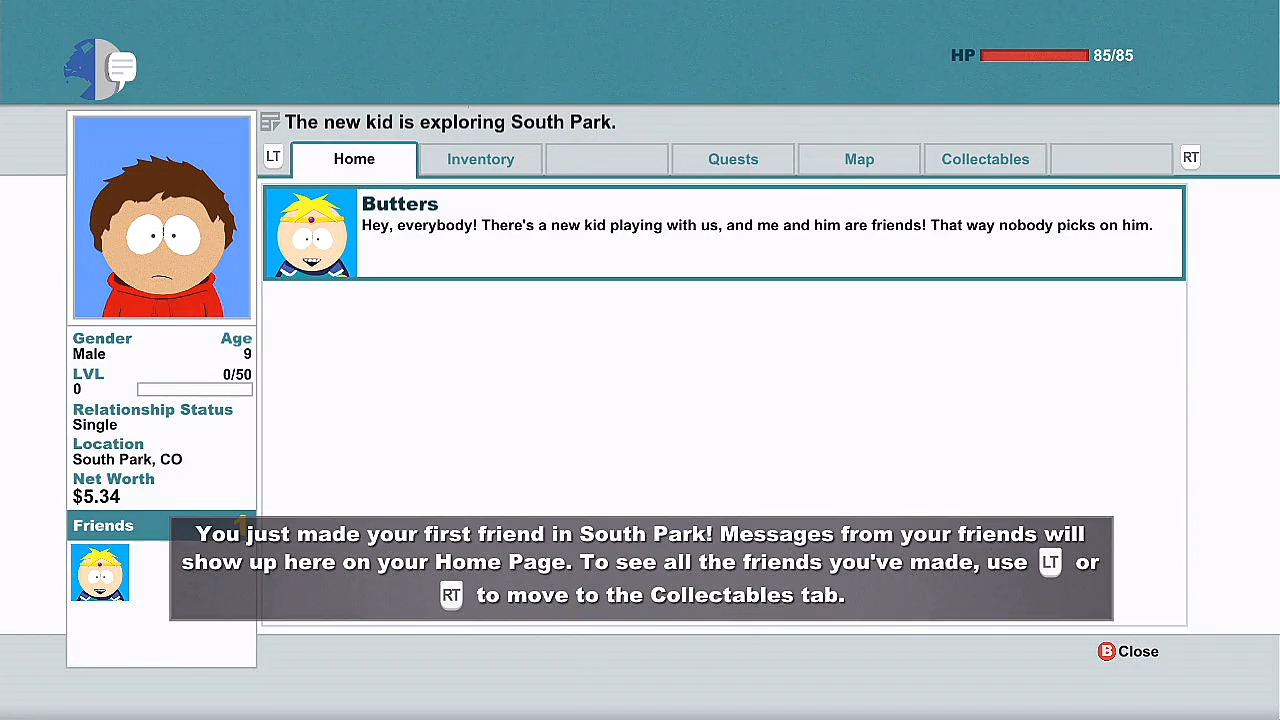 HP 85/85
The new kid is exploring South Park.
LT Home Inventory Quests Map Collectables RT
Butters
Hey, everybody! There's a new kid playing with us, and me and him are friends! That way nobody picks on him.
Gender Age
Male 9
LVL 0/50
0
Relationship Status
Single
Location
South Park, CO
Net Worth
$5.34
Friends 1
You just made your first friend in South Park! Messages from your friends will
show up here on your Home Page. To see all the friends you've made, use LT or
RT to move to the Collectables tab.
B Close